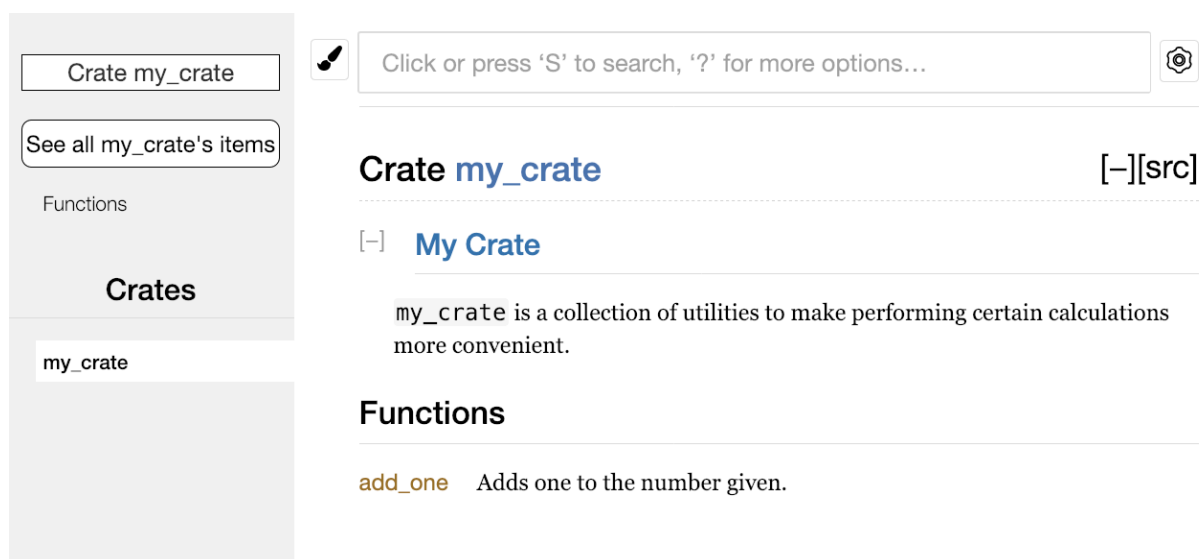 Crate my_crate
See all my_crate's items
Functions
Crates
my_crate
Click or press ‘S’ to search, ‘?’ for more options…
Crate my_crate
[−][src]
[−]
My Crate
my_crate is a collection of utilities to make performing certain calculations
more convenient.
Functions
add_one Adds one to the number given.